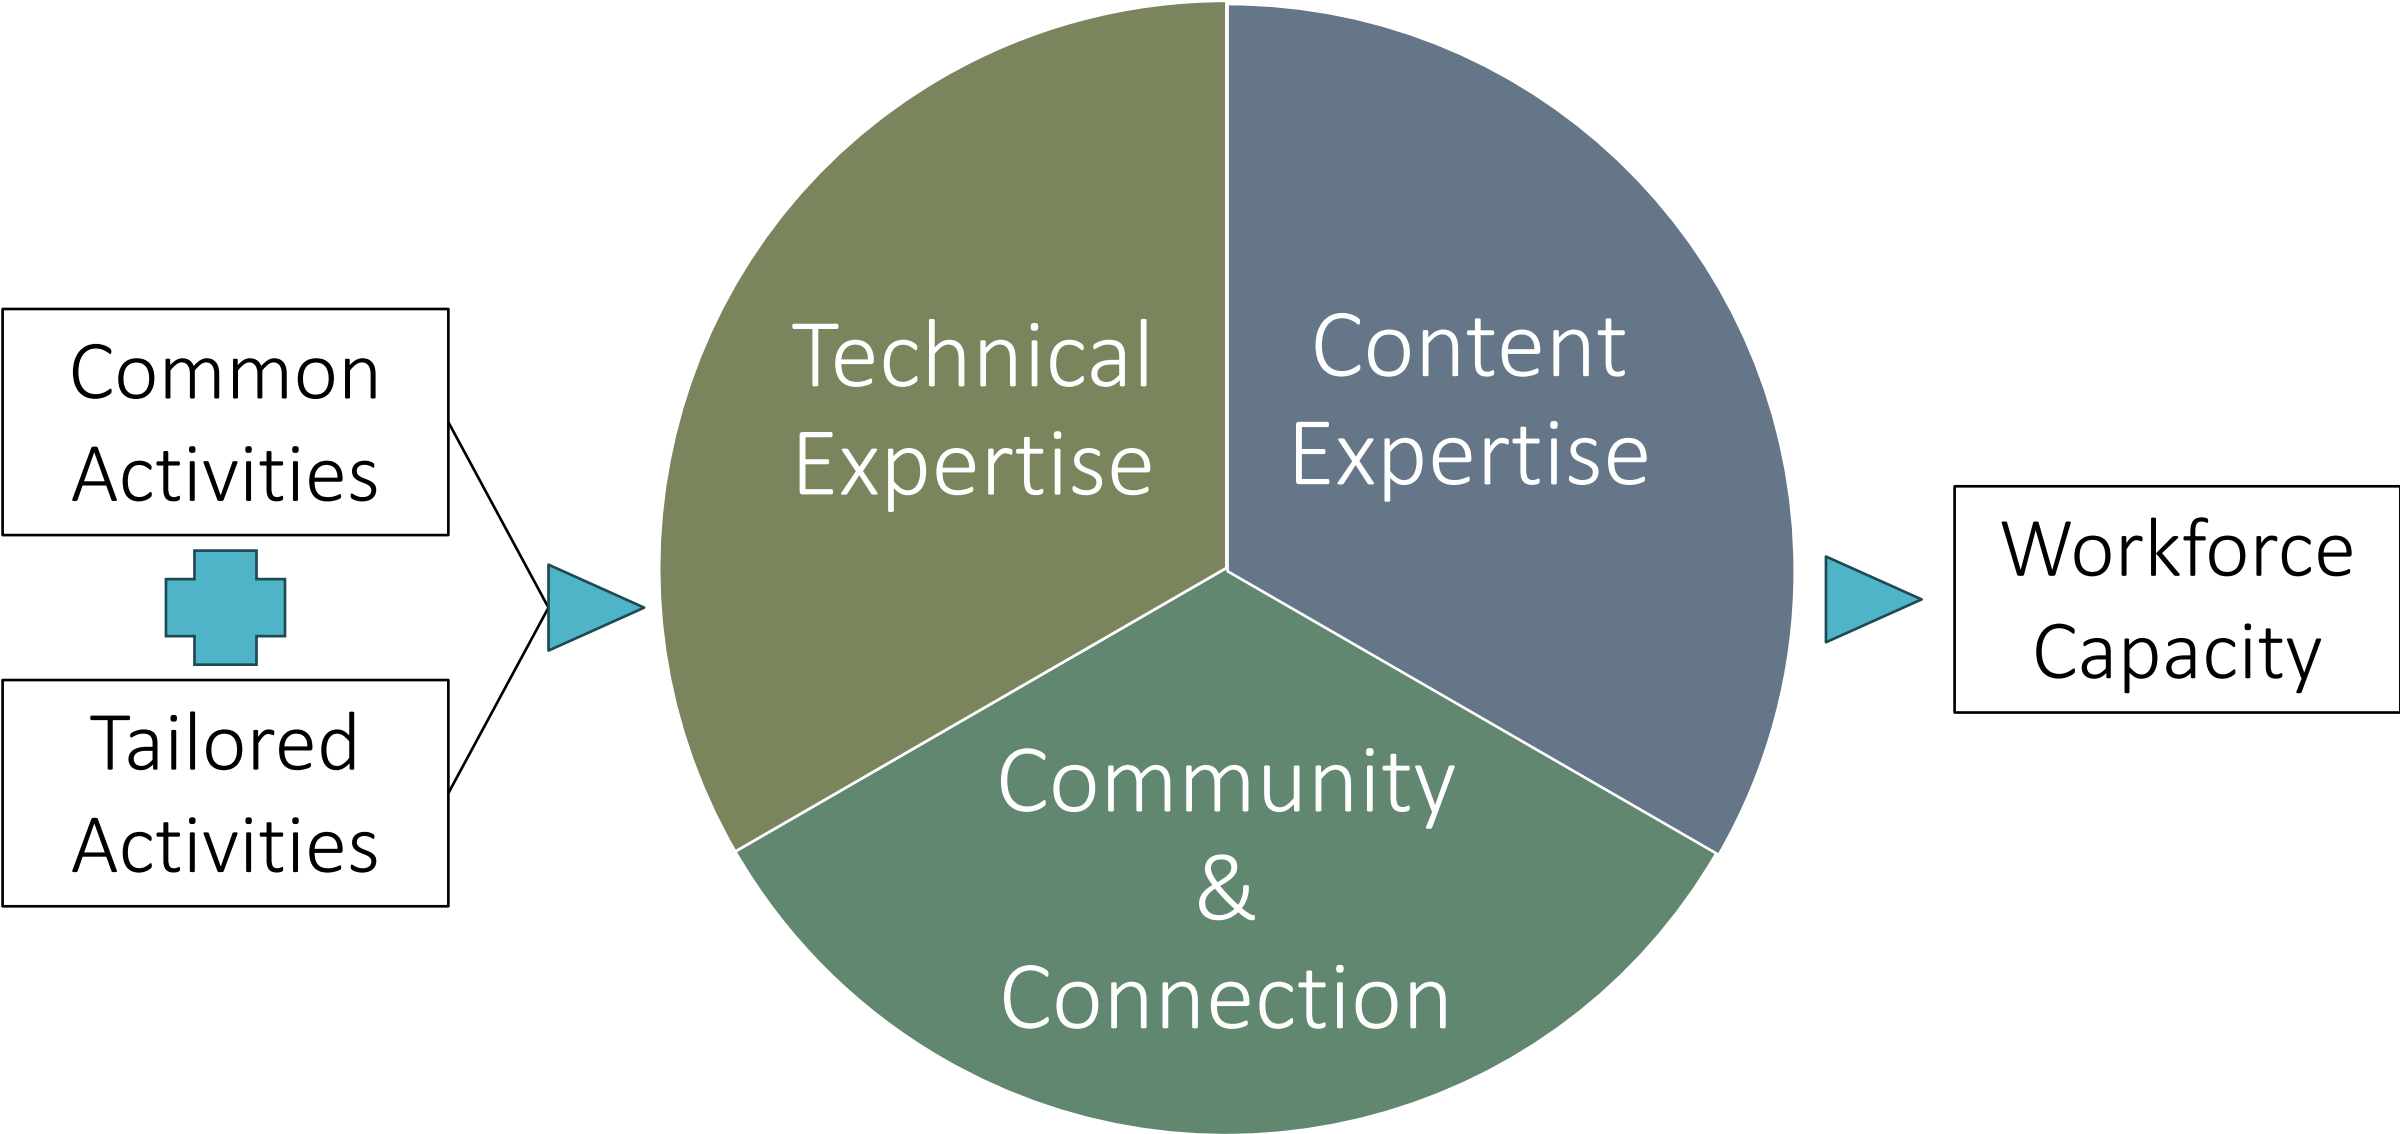 Common
Activities
Tailored
Activities
Technical
Expertise
Content
Expertise
Community
&
Connection
Workforce
Capacity